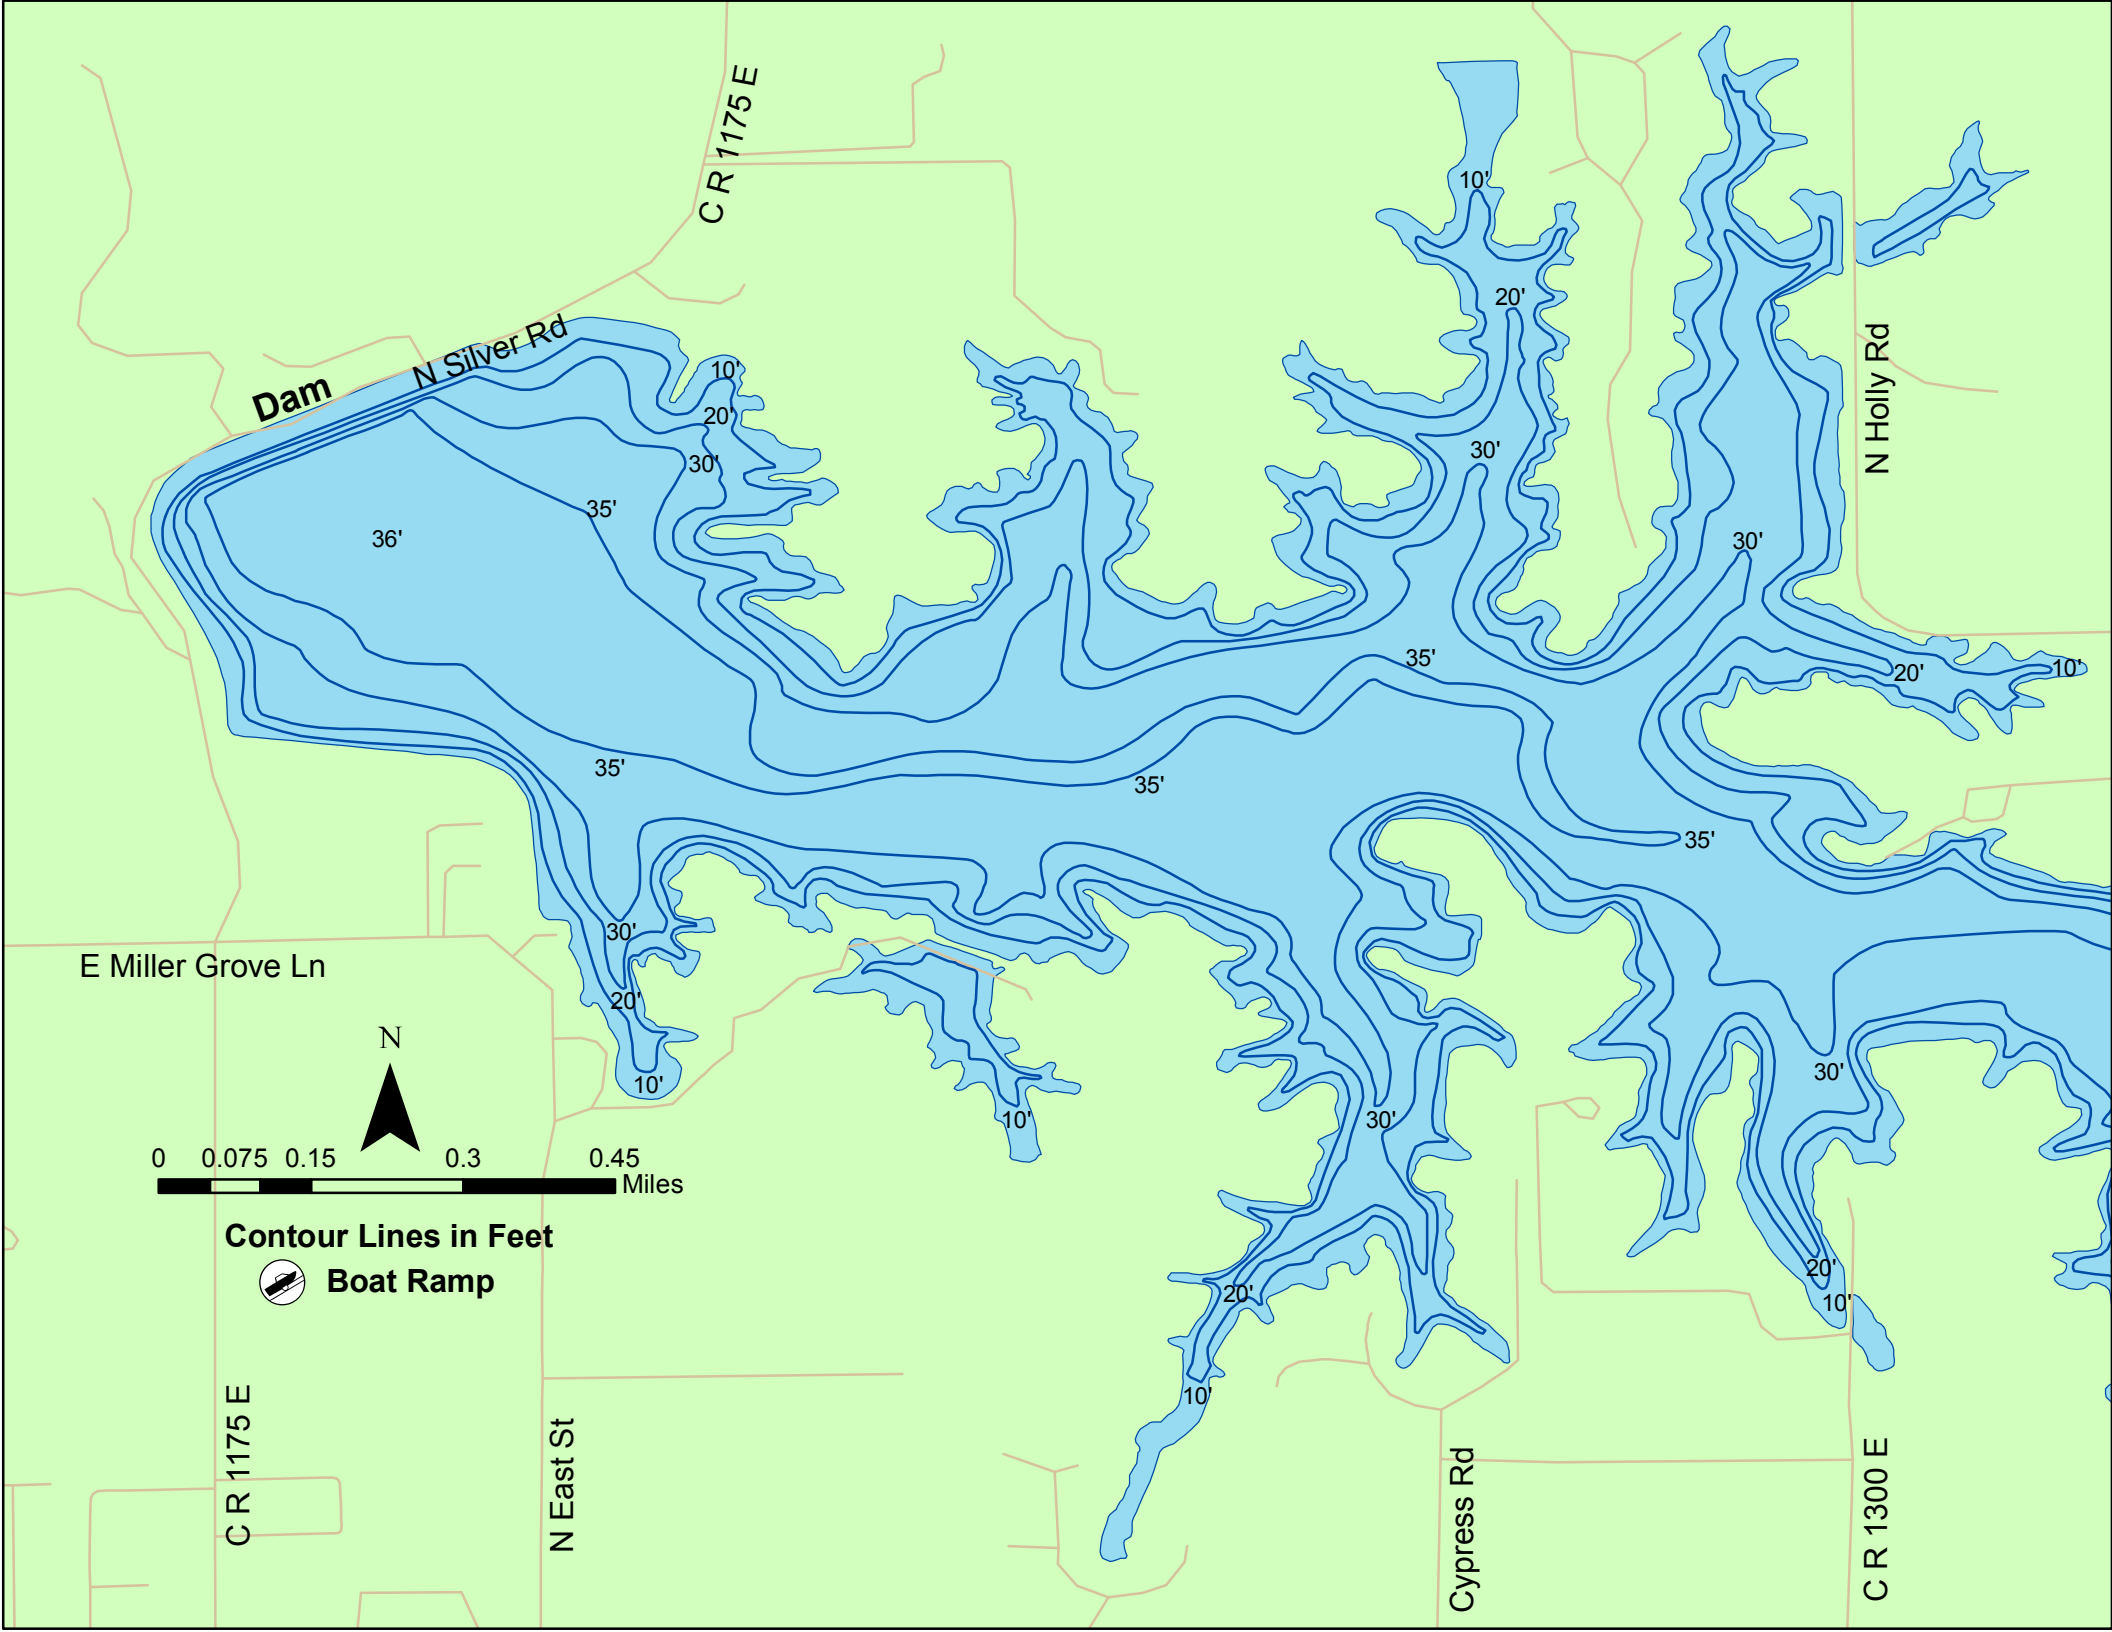 C R 1175 E
10'
20'
N Silver Rd
Dam
10'
20'
30'
35'
36'
30'
N Holly Rd
30'
35'
20'
10'
35'
35'
35'
30'
E Miller Grove Ln
20'
N
10'
10'
30'
30'
0 0.075 0.15 0.3 0.45
Miles
Contour Lines in Feet
Boat Ramp
20'
20'
10'
10'
C R 1175 E
N East St
Cypress Rd
C R 1300 E